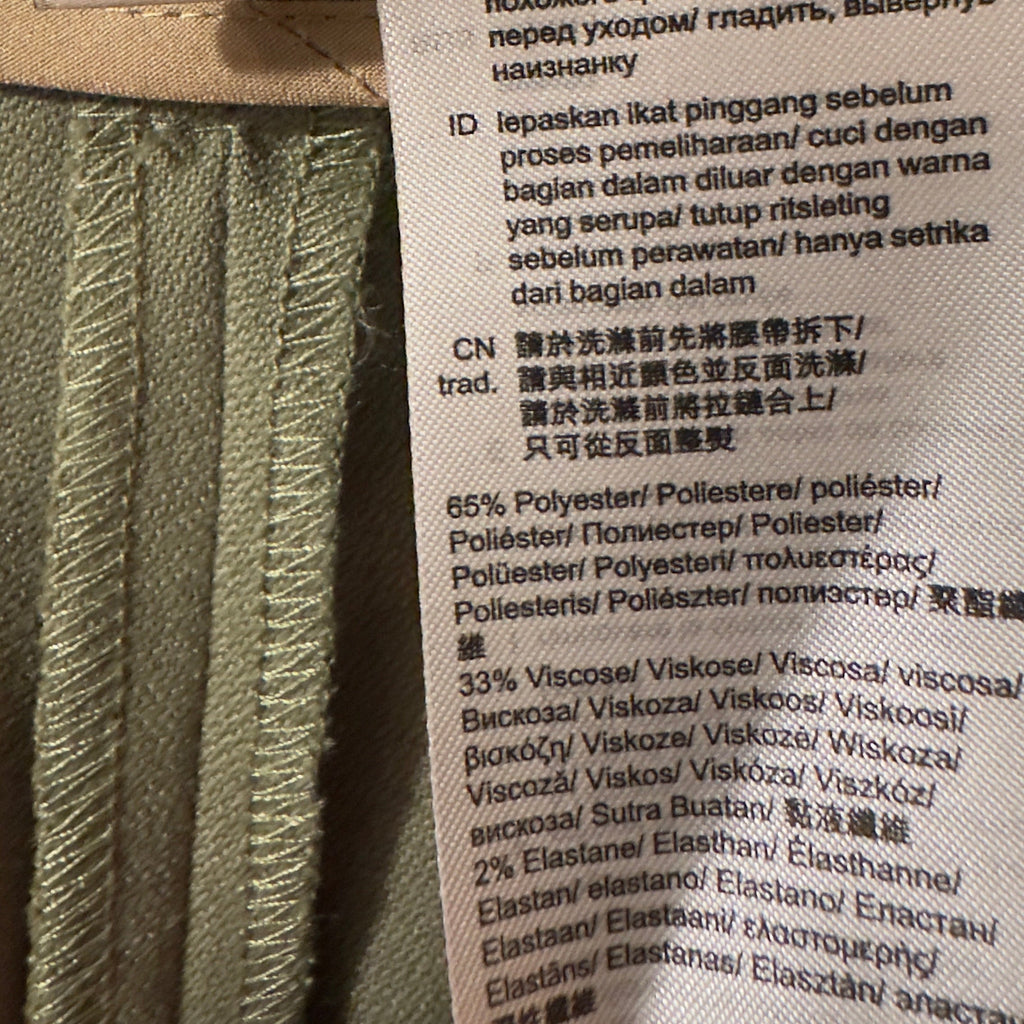 перед уходом/ гладить, вывернув
наизнанку
ID lepaskan ikat pinggang sebelum
proses pemeliharaan/ cuci dengan
bagian dalam diluar dengan warna
yang serupa/ tutup ritsleting
sebelum perawatan/ hanya setrika
dari bagian dalam
CN 請於洗滌前先將腰帶拆下/
trad. 請與相近顏色並反面洗滌/
請於洗滌前將拉鏈合上/
只可從反面整熨
65% Polyester/ Poliestere/ poliéster/
Poliéster/ Полиестер/ Poliester/
Polüester/ Polyesteri/ πολυεστέρας/
Poliesteris/ Poliészter/ полиэстер/ 聚酯纖
維
33% Viscose/ Viskose/ Viscosa/ viscosa/
Вискоза/ Viskoza/ Viskoos/ Viskoosi/
βισκόζη/ Viskoze/ Viskozė/ Wiskoza/
Viscoză/ Viskos/ Viskóza/ Viszkóz/
вискоза/ Sutra Buatan/ 黏液纖維
2% Elastane/ Elasthan/ Élasthanne/
Elastan/ elastano/ Elastano/ Еластан/
Elastaan/ Elastaani/ ελαστομερής/
Elastāns/ Elastanas/ Elasztán/ эластан
彈性纖維